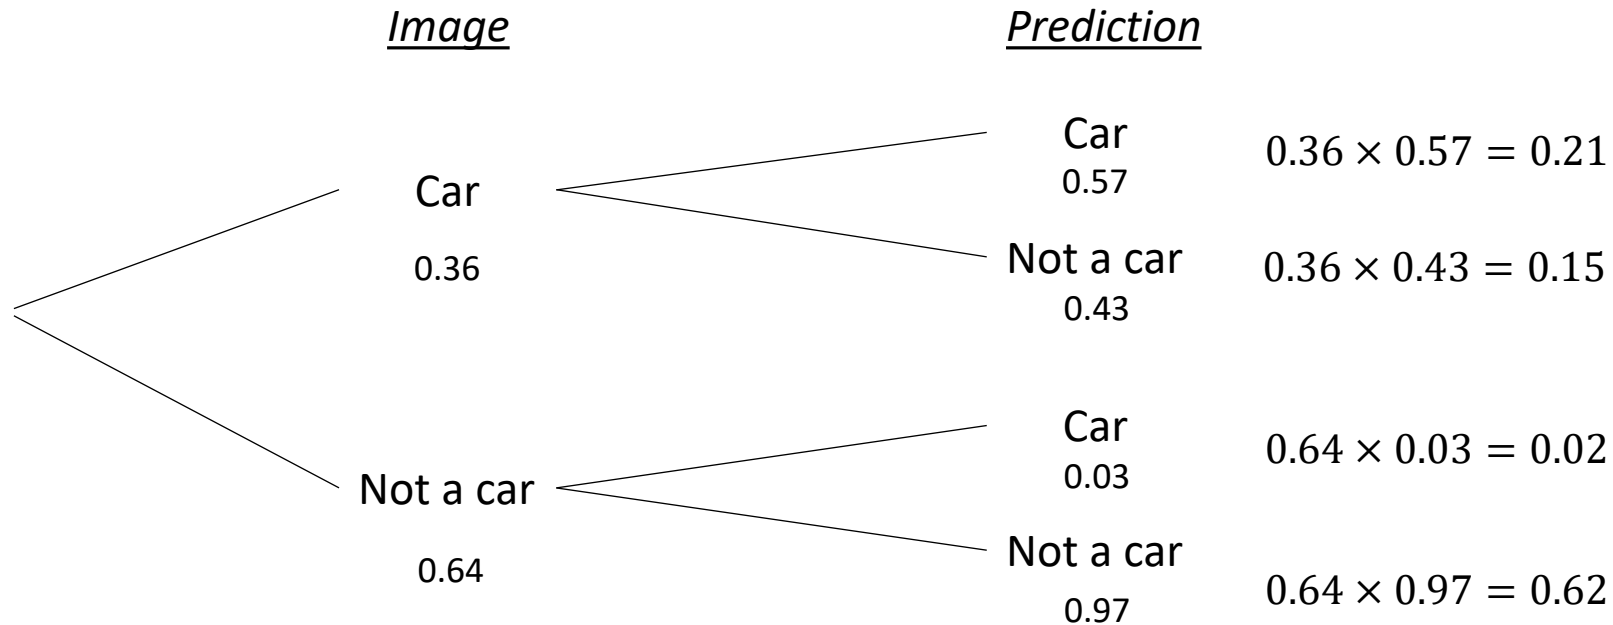 Image
Prediction
Car
0.57
0.36 × 0.57 = 0.21
Car
0.36
Not a car
0.43
0.36 × 0.43 = 0.15
Car
0.03
0.64 × 0.03 = 0.02
Not a car
0.64
Not a car
0.97
0.64 × 0.97 = 0.62